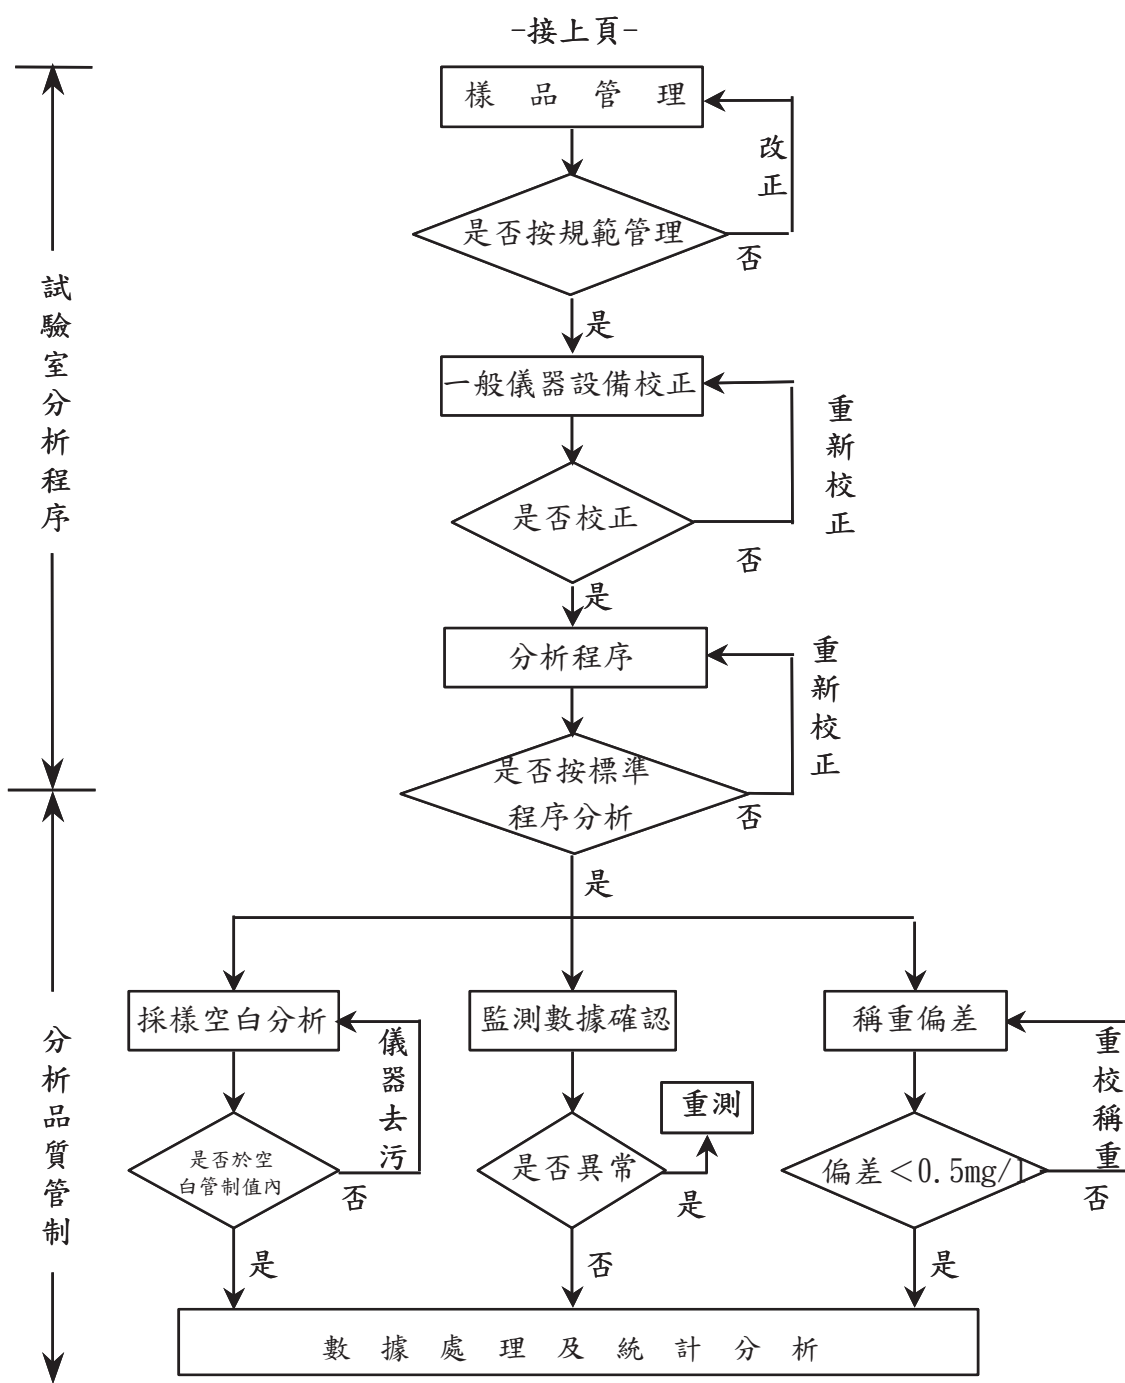 -接上頁-
樣品管理
改正
是否按規範管理
否
是
試驗室分析程序
一般儀器設備校正
重新校正
是否校正
否
是
分析程序
重新校正
是否按標準
程序分析
否
是
分析品質管制
採樣空白分析
儀器去污
是否於空
白管制值內
否
是
監測數據確認
重測
是否異常
是
否
稱重偏差
重校稱重
偏差＜0.5mg/l
否
是
數據處理及統計分析